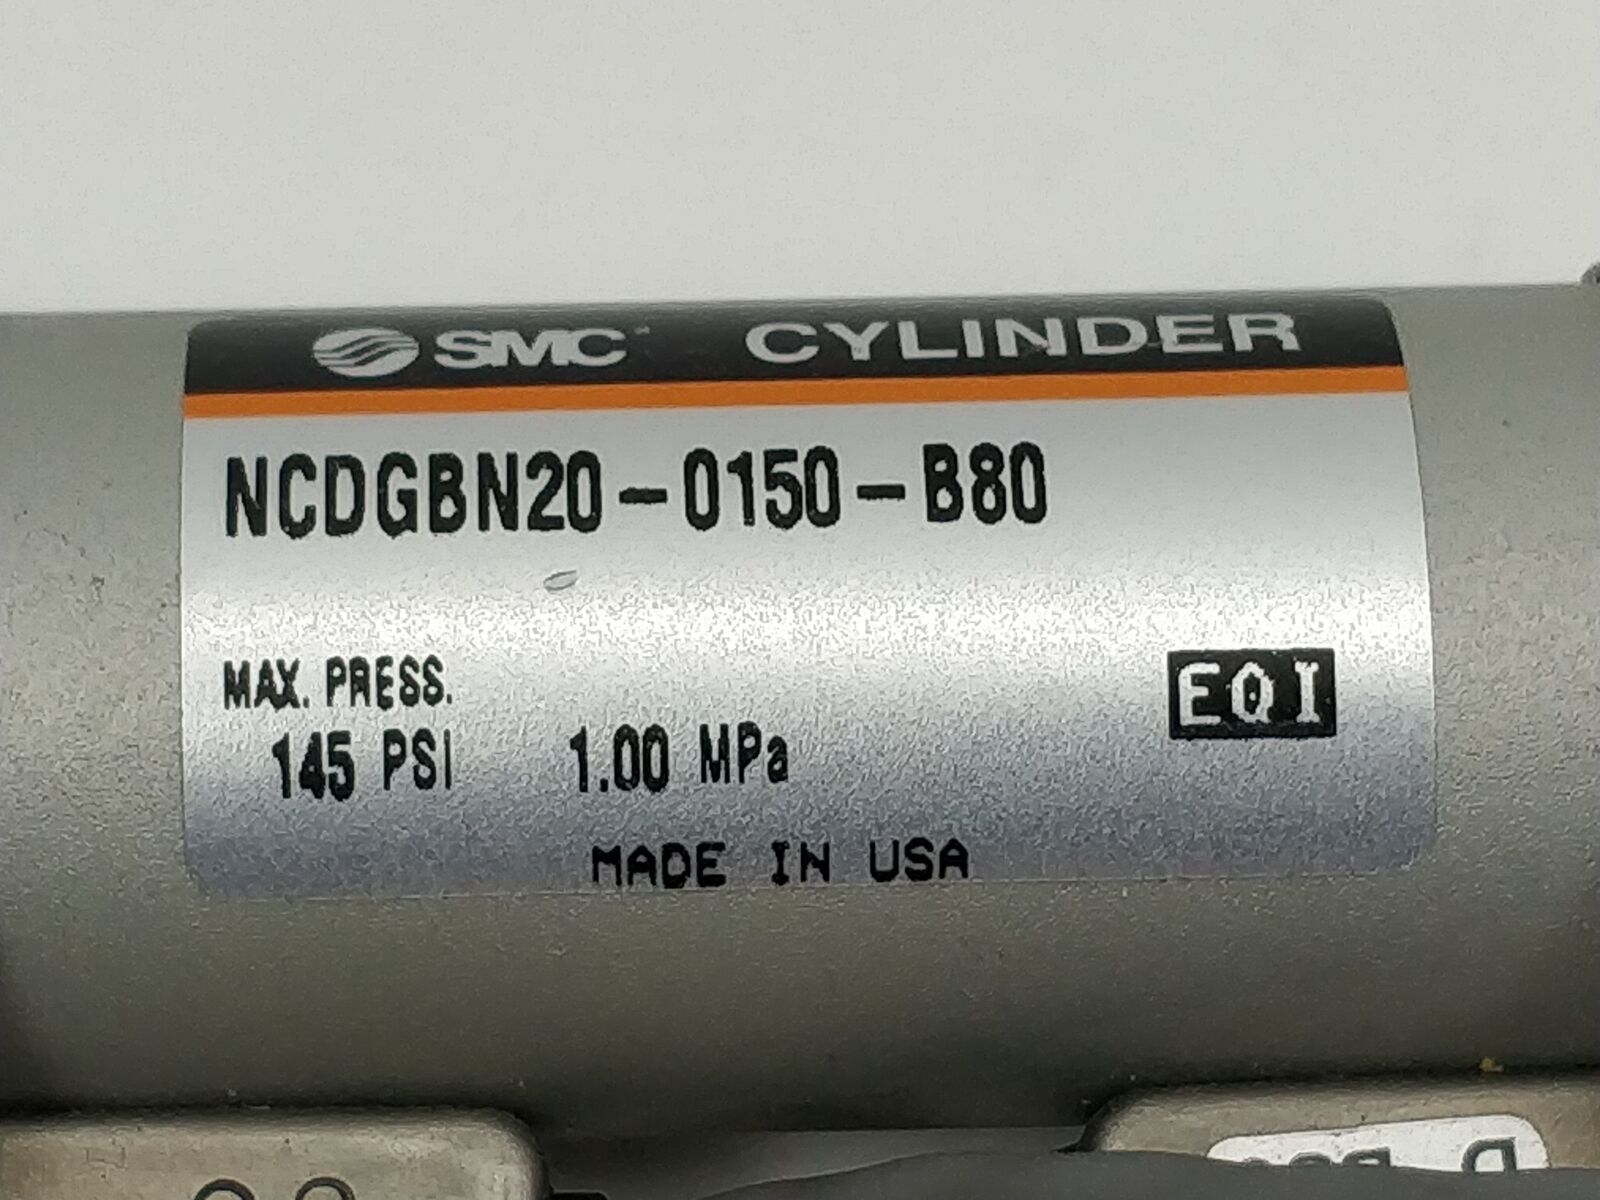 SMC CYLINDER
NCDGBN20-0150-B80
MAX. PRESS.
145 PSI 1.00 MPa
EQI
MADE IN USA